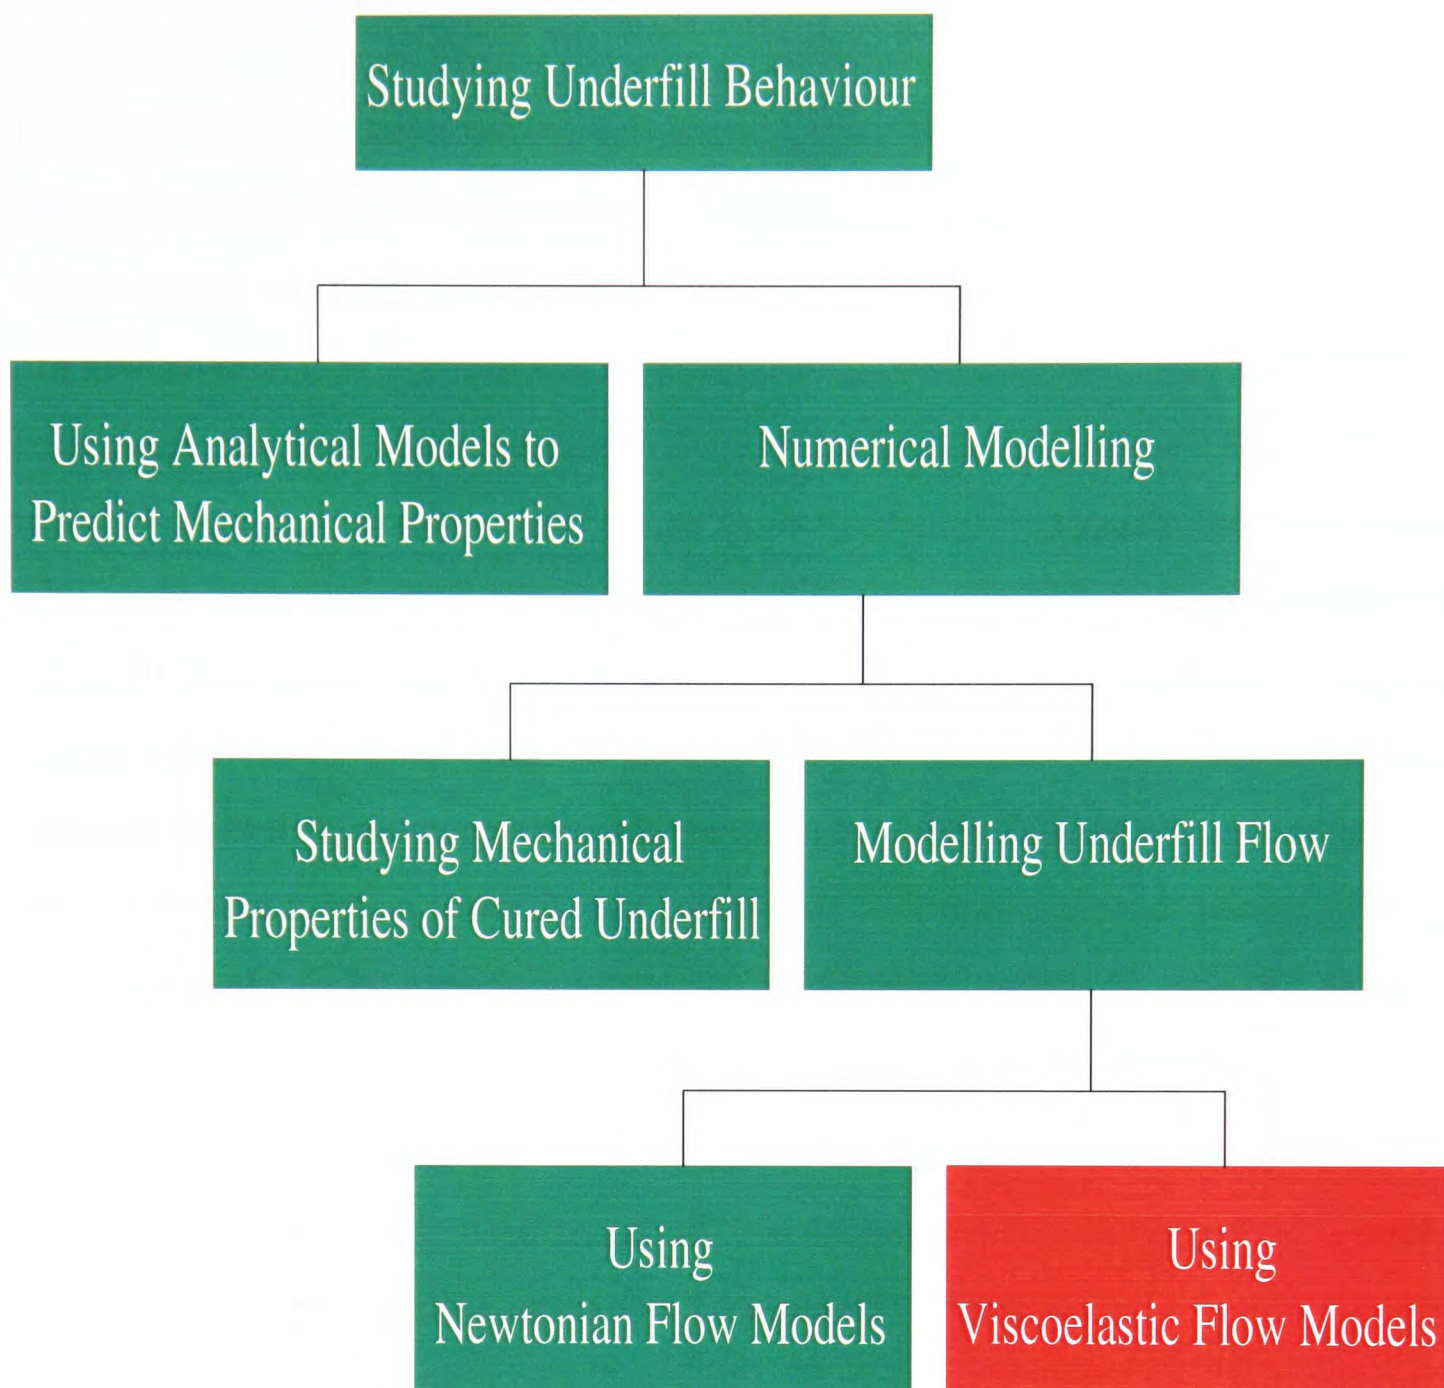 Studying Underfill Behaviour
Using Analytical Models to
Predict Mechanical Properties
Numerical Modelling
Studying Mechanical
Properties of Cured Underfill
Modelling Underfill Flow
Using
Newtonian Flow Models
Using
Viscoelastic Flow Models